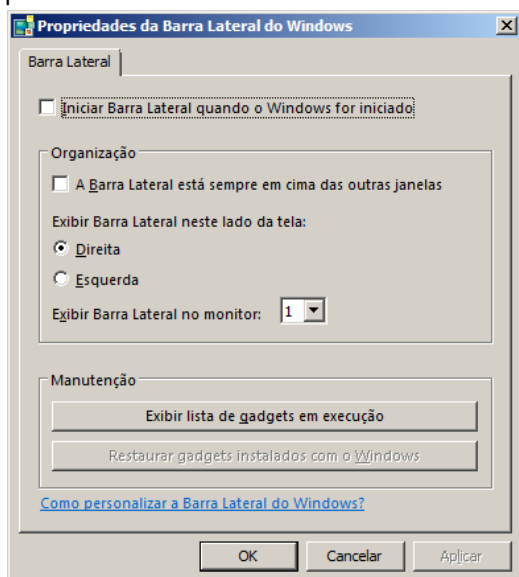 Propriedades da Barra Lateral do Windows
Barra Lateral
Iniciar Barra Lateral quando o Windows for iniciado
Organização
A Barra Lateral está sempre em cima das outras janelas
Exibir Barra Lateral neste lado da tela:
Direita
Esquerda
Exibir Barra Lateral no monitor: 1
Manutenção
Exibir lista de gadgets em execução
Restaurar gadgets instalados com o Windows
Como personalizar a Barra Lateral do Windows?
OK Cancelar Aplicar